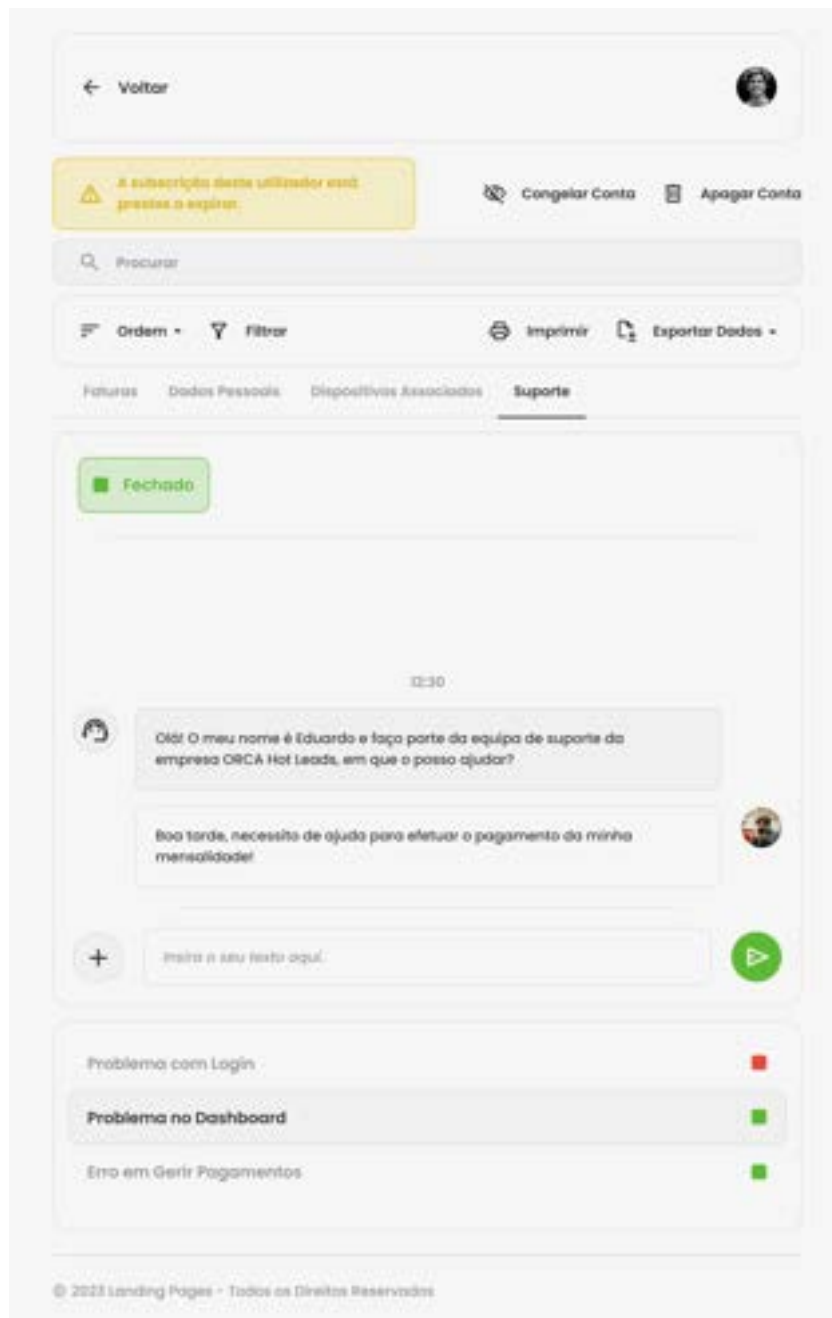 Voltar
A subscrição deste utilizador está
prestes a expirar.
Congelar Conta
Apagar Conta
Procurar
Ordem
Filtrar
Imprimir
Exportar Dados
Faturas
Dados Pessoais
Dispositivos Associados
Suporte
Fechado
12:30
Olá! O meu nome é Eduardo e faço parte da equipa de suporte da
empresa ORCA Hot Leads, em que o posso ajudar?
Boa tarde, necessito de ajuda para efetuar o pagamento da minha
mensalidade!
Insira o seu texto aqui.
Problema com Login
Problema no Dashboard
Erro em Gerir Pagamentos
© 2023 Landing Pages - Todos os Direitos Reservados